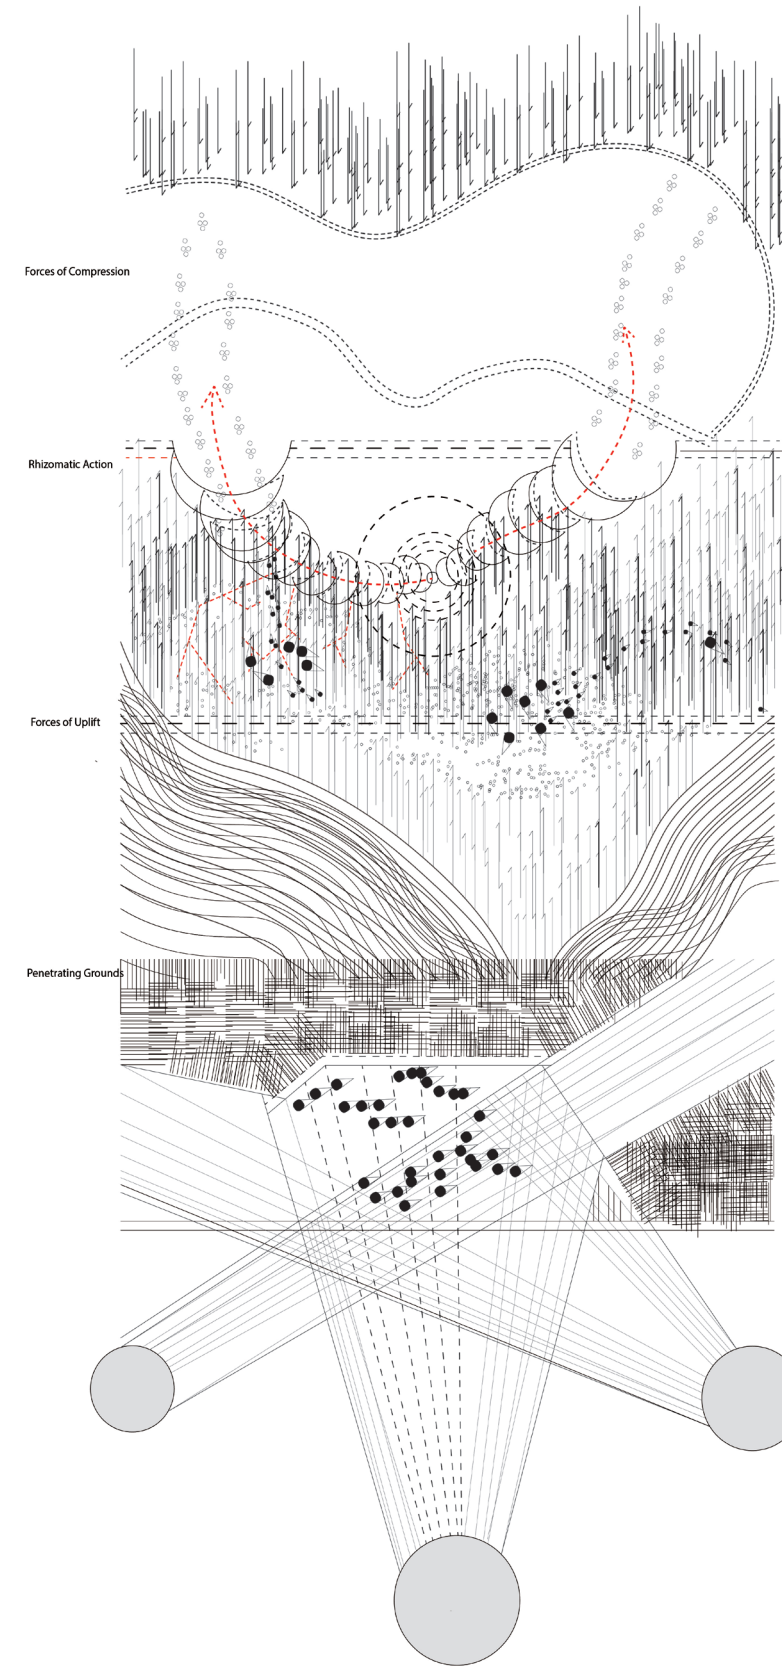 Forces of Compression
Rhizomatic Action
Forces of Uplift
Penetrating Grounds